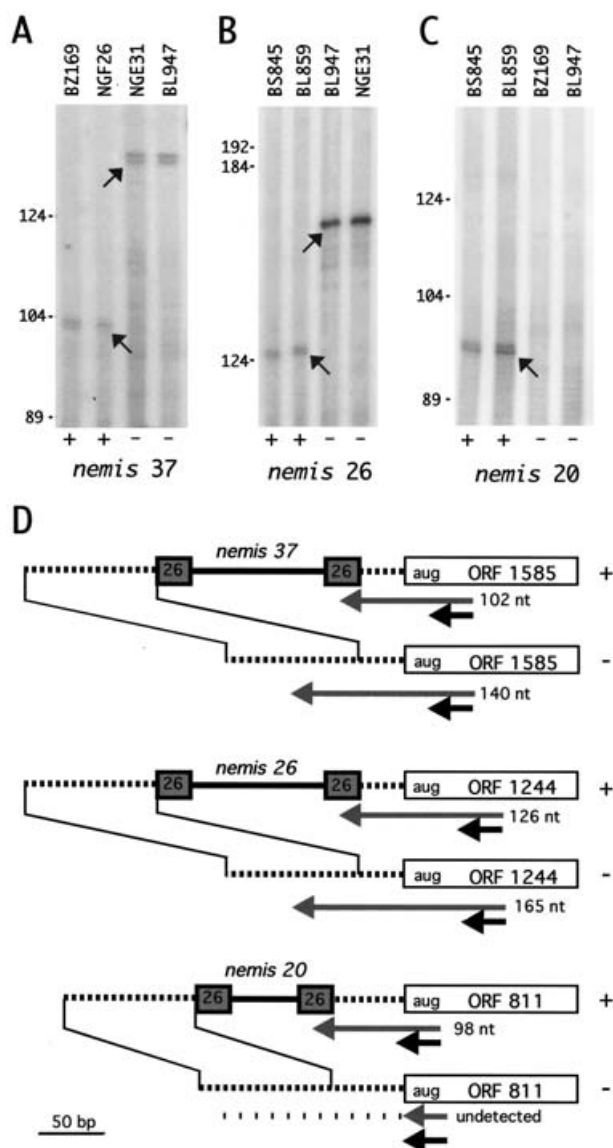 A
BZ169 NGF26 NGE31 BL947
124-
104-
89-
+ + - -
nemis 37
B
BS845 BL859 BL947 NGE31
192-
184-
124-
+ + - -
nemis 26
C
BS845 BL859 BZ169 BL947
124-
104-
89-
+ + - -
nemis 20
D
nemis 37
26 26 aug ORF 1585 +
102 nt
aug ORF 1585 -
140 nt
nemis 26
26 26 aug ORF 1244 +
126 nt
aug ORF 1244 -
165 nt
nemis 20
26 26 aug ORF 811 +
98 nt
aug ORF 811 -
undetected
50 bp